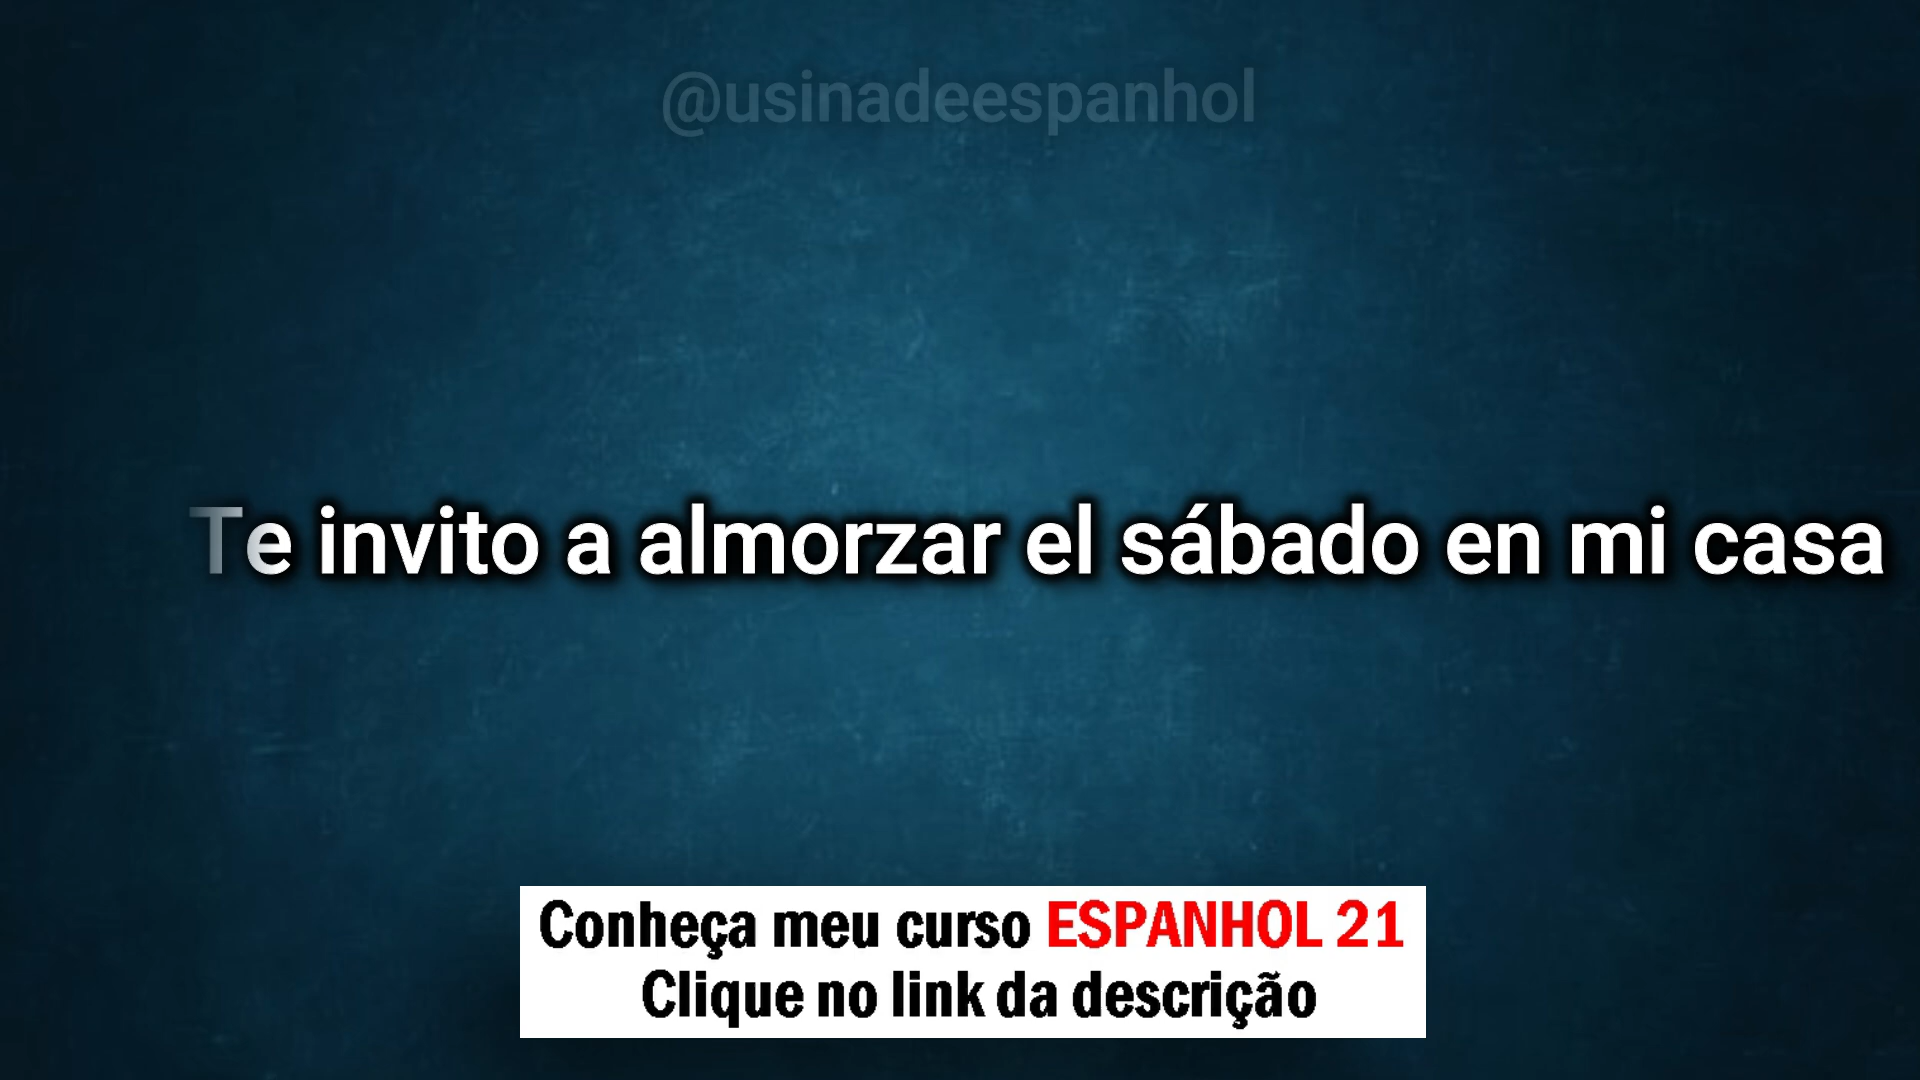 @usinadeespanhol
Te invito a almorzar el sábado en mi casa
Conheça meu curso ESPANHOL 21
Clique no link da descrição